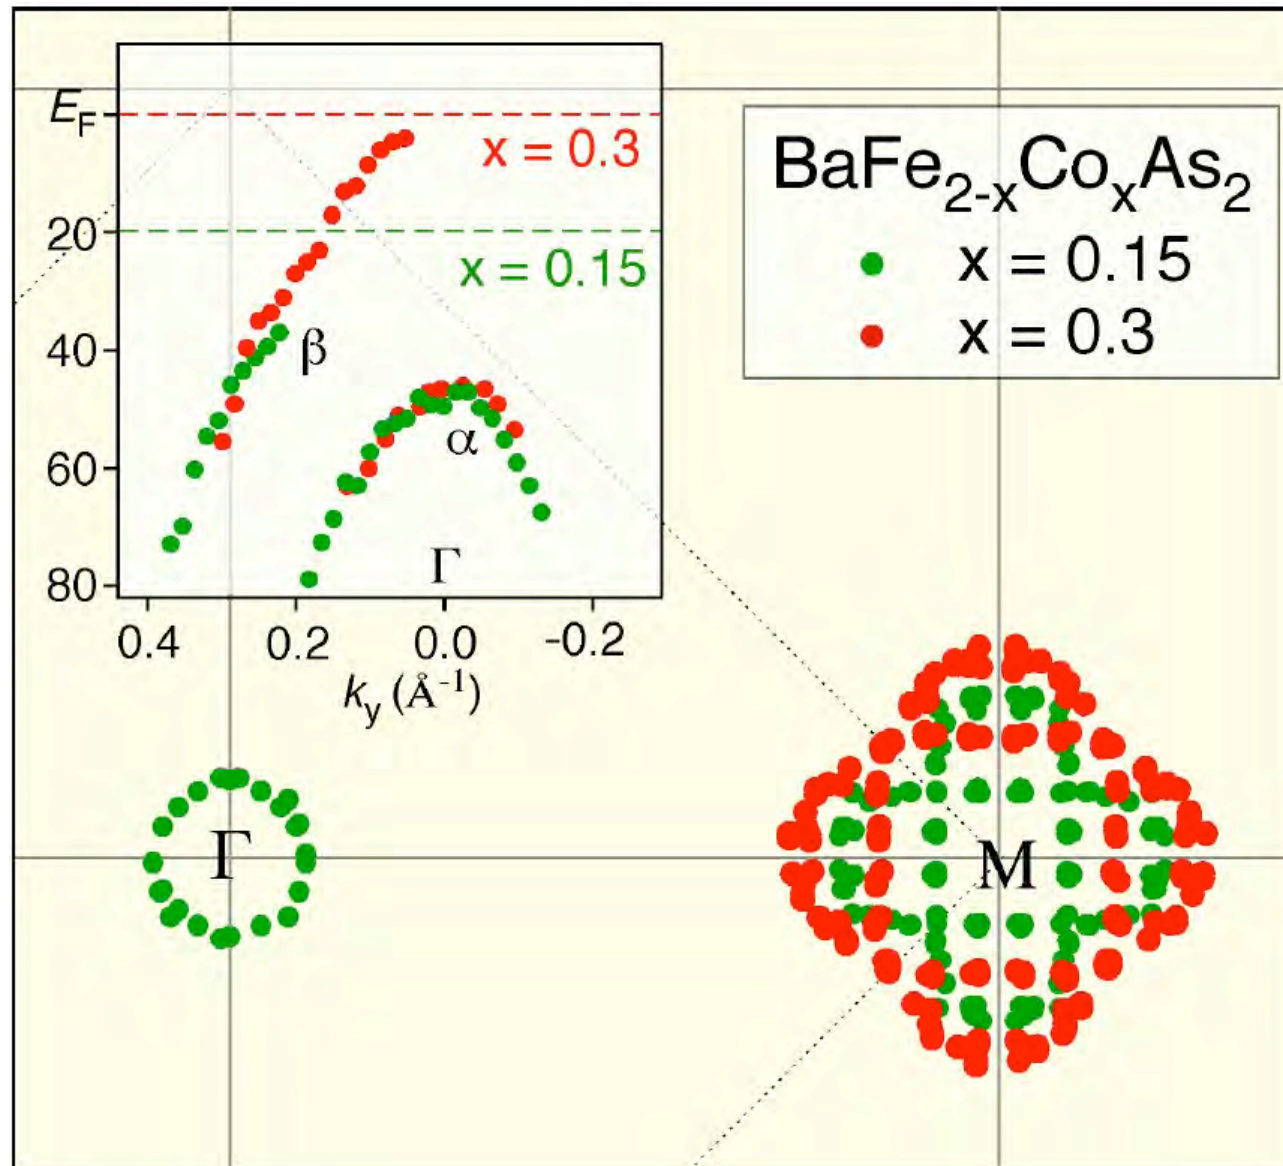 E_F
20
40
60
80
x = 0.3
x = 0.15
β
α
Γ
0.4 0.2 0.0 -0.2
k_y (Å⁻¹)
BaFe₂₋ₓCoₓAs₂
x = 0.15
x = 0.3
Γ
M